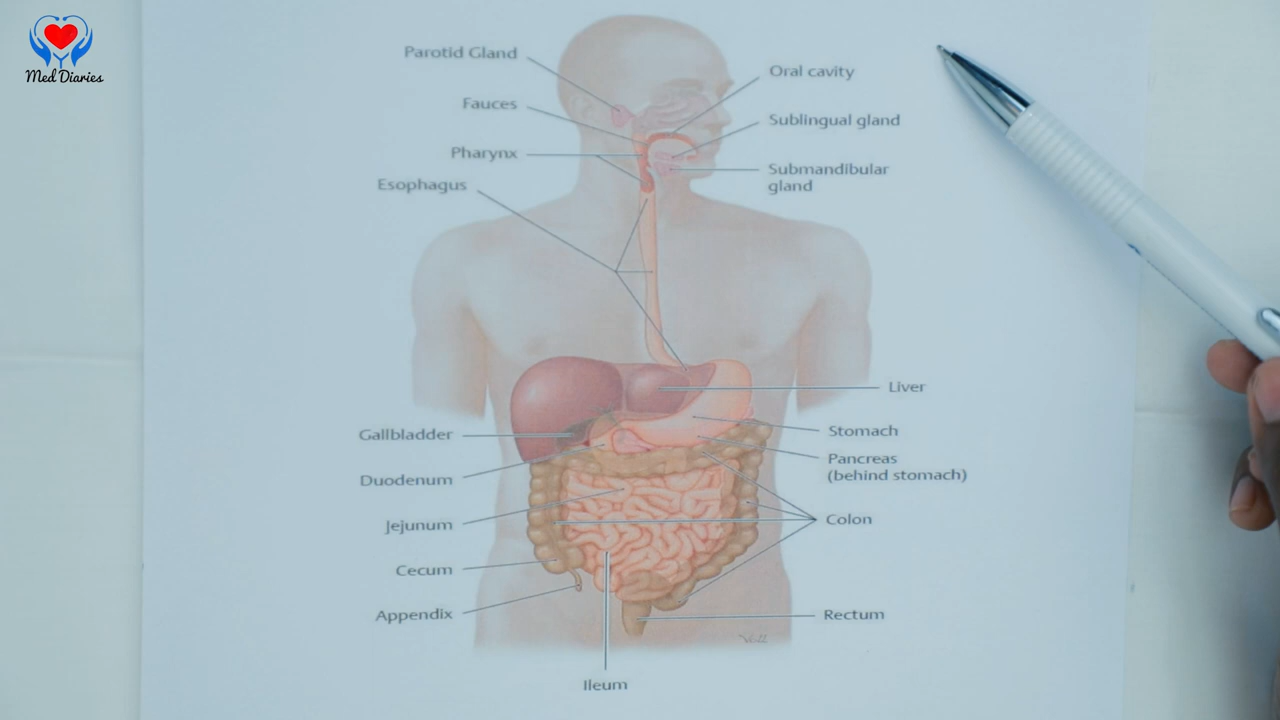 Med Diaries
Parotid Gland
Oral cavity
Fauces
Sublingual gland
Pharynx
Submandibular
gland
Esophagus
Liver
Gallbladder
Stomach
Pancreas
(behind stomach)
Duodenum
Jejunum
Colon
Cecum
Appendix
Rectum
Ileum